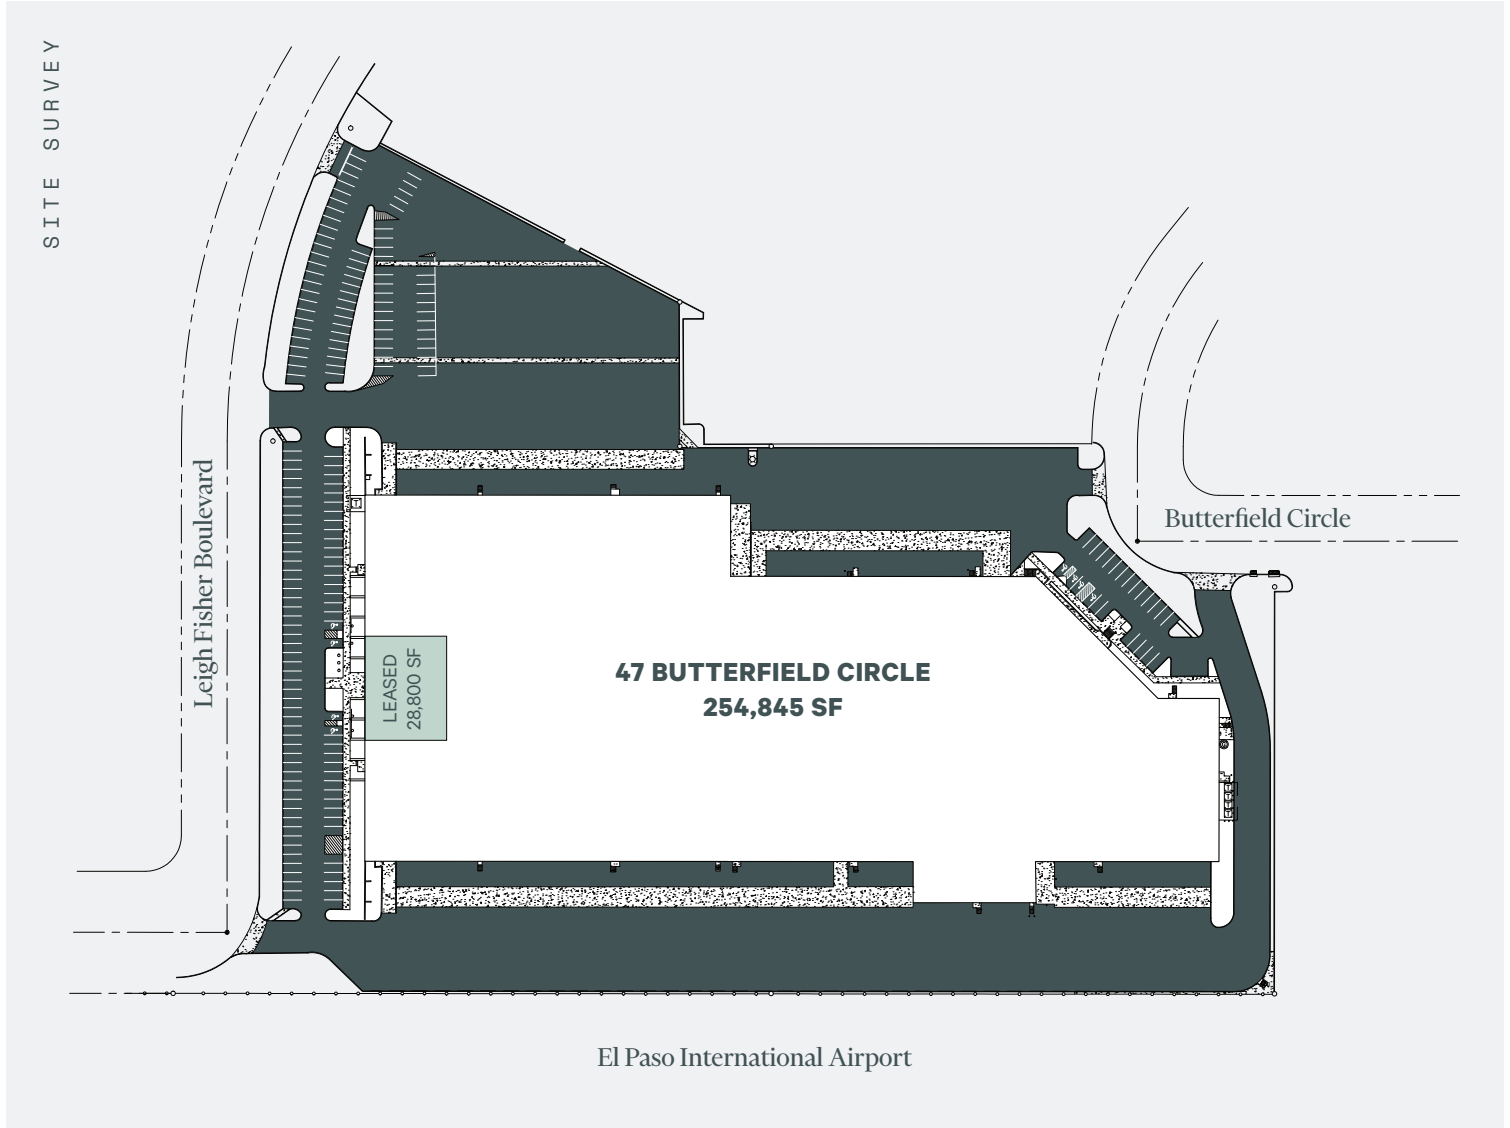 SITE SURVEY
Leigh Fisher Boulevard
Butterfield Circle
LEASED
28,800 SF
47 BUTTERFIELD CIRCLE
254,845 SF
El Paso International Airport